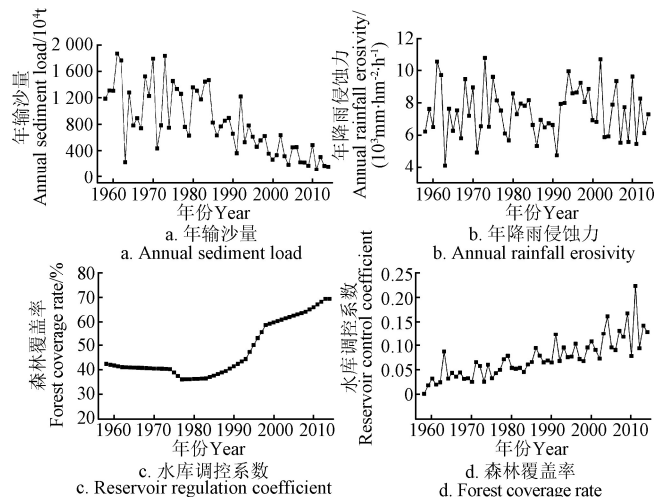 年输沙量
Annual sediment load/10⁴t
2 000
1 600
1 200
800
400
0
1960 1970 1980 1990 2000 2010
年份Year
a. 年输沙量
a. Annual sediment load
年降雨侵蚀力
Annual rainfall erosivity/
(10³mm·hm⁻²·h⁻¹)
12
10
8
6
4
1960 1970 1980 1990 2000 2010
年份Year
b. 年降雨侵蚀力
b. Annual rainfall erosivity
森林覆盖率
Forest coverage rate/%
80
70
60
50
40
30
20
1960 1970 1980 1990 2000 2010
年份Year
c. 水库调控系数
c. Reservoir regulation coefficient
水库调控系数
Reservoir control coefficient
0.25
0.20
0.15
0.10
0.05
0
1960 1970 1980 1990 2000 2010
年份Year
d. 森林覆盖率
d. Forest coverage rate